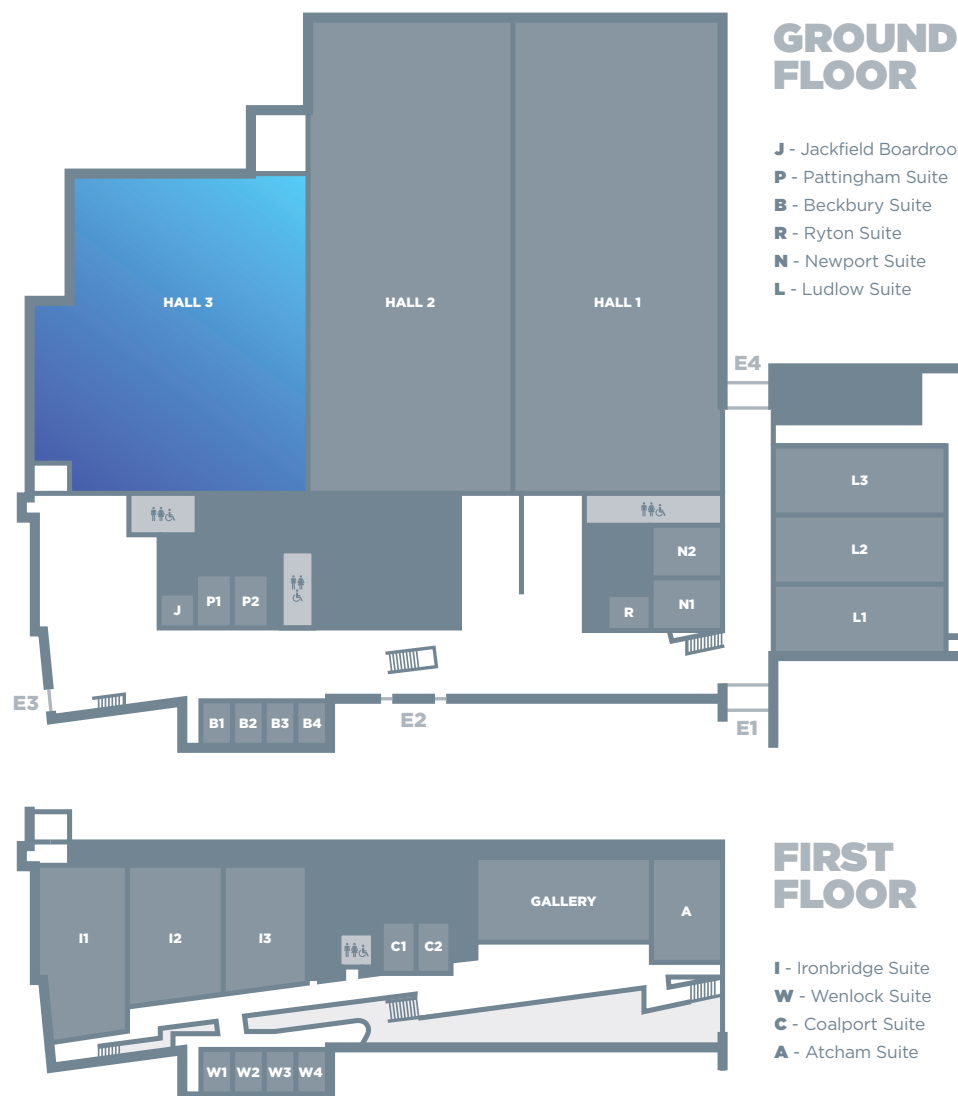 GROUND
FLOOR
J - Jackfield Boardroo
P - Pattingham Suite
B - Beckbury Suite
R - Ryton Suite
N - Newport Suite
L - Ludlow Suite
HALL 3
HALL 2
HALL 1
E4
L3
L2
L1
N2
N1
R
J
P1
P2
E3
B1
B2
B3
B4
E2
E1
FIRST
FLOOR
I - Ironbridge Suite
W - Wenlock Suite
C - Coalport Suite
A - Atcham Suite
I1
I2
I3
C1
C2
GALLERY
A
W1
W2
W3
W4